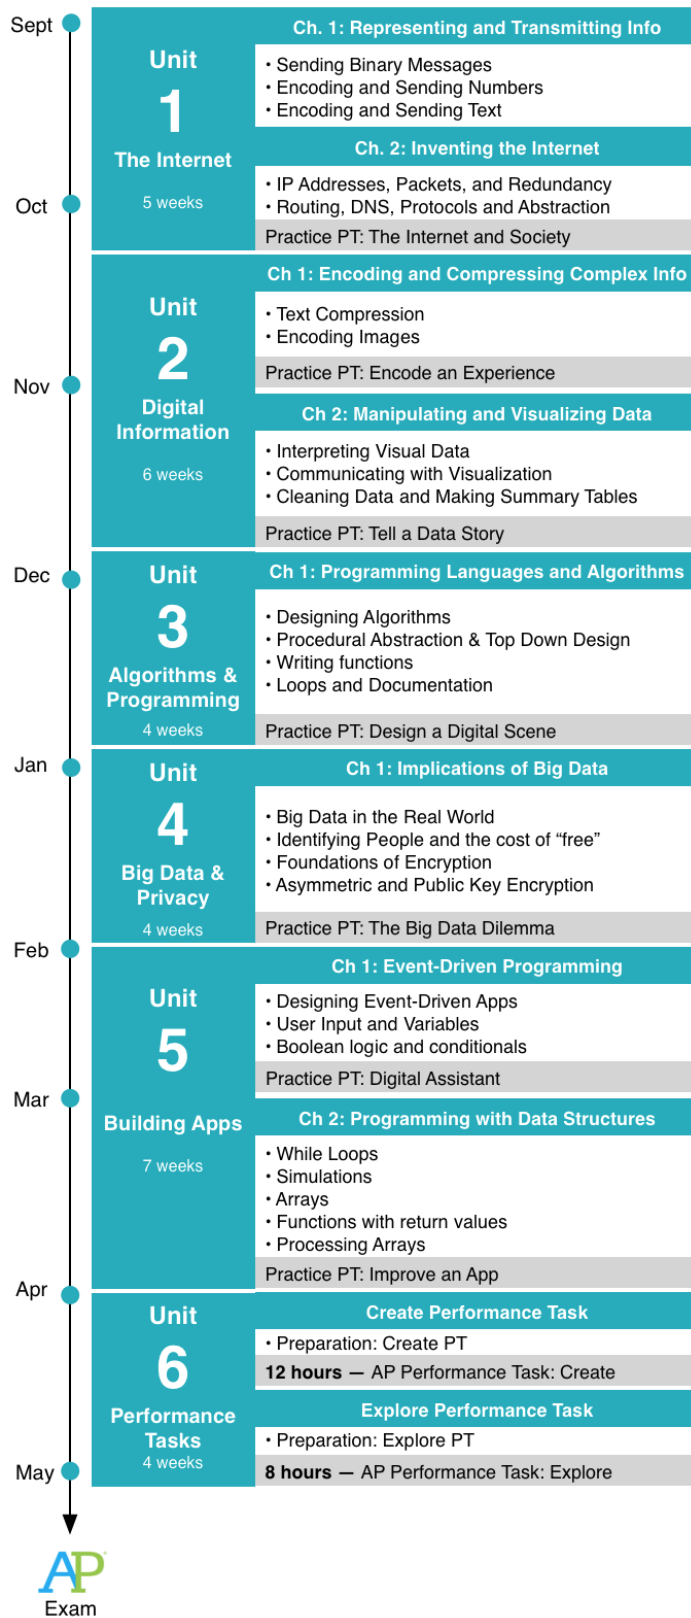 Sept
Unit
1
The Internet
5 weeks
Ch. 1: Representing and Transmitting Info
• Sending Binary Messages
• Encoding and Sending Numbers
• Encoding and Sending Text
Ch. 2: Inventing the Internet
Oct
• IP Addresses, Packets, and Redundancy
• Routing, DNS, Protocols and Abstraction
Practice PT: The Internet and Society
Unit
2
Digital
Information
6 weeks
Ch 1: Encoding and Compressing Complex Info
• Text Compression
• Encoding Images
Practice PT: Encode an Experience
Nov
Ch 2: Manipulating and Visualizing Data
• Interpreting Visual Data
• Communicating with Visualization
• Cleaning Data and Making Summary Tables
Practice PT: Tell a Data Story
Dec
Unit
3
Algorithms &
Programming
4 weeks
Ch 1: Programming Languages and Algorithms
• Designing Algorithms
• Procedural Abstraction & Top Down Design
• Writing functions
• Loops and Documentation
Practice PT: Design a Digital Scene
Jan
Unit
4
Big Data &
Privacy
4 weeks
Ch 1: Implications of Big Data
• Big Data in the Real World
• Identifying People and the cost of “free”
• Foundations of Encryption
• Asymmetric and Public Key Encryption
Practice PT: The Big Data Dilemma
Feb
Unit
5
Building Apps
7 weeks
Ch 1: Event-Driven Programming
• Designing Event-Driven Apps
• User Input and Variables
• Boolean logic and conditionals
Practice PT: Digital Assistant
Mar
Ch 2: Programming with Data Structures
• While Loops
• Simulations
• Arrays
• Functions with return values
• Processing Arrays
Practice PT: Improve an App
Apr
Unit
6
Performance
Tasks
4 weeks
Create Performance Task
• Preparation: Create PT
12 hours — AP Performance Task: Create
Explore Performance Task
• Preparation: Explore PT
8 hours — AP Performance Task: Explore
May
AP®
Exam